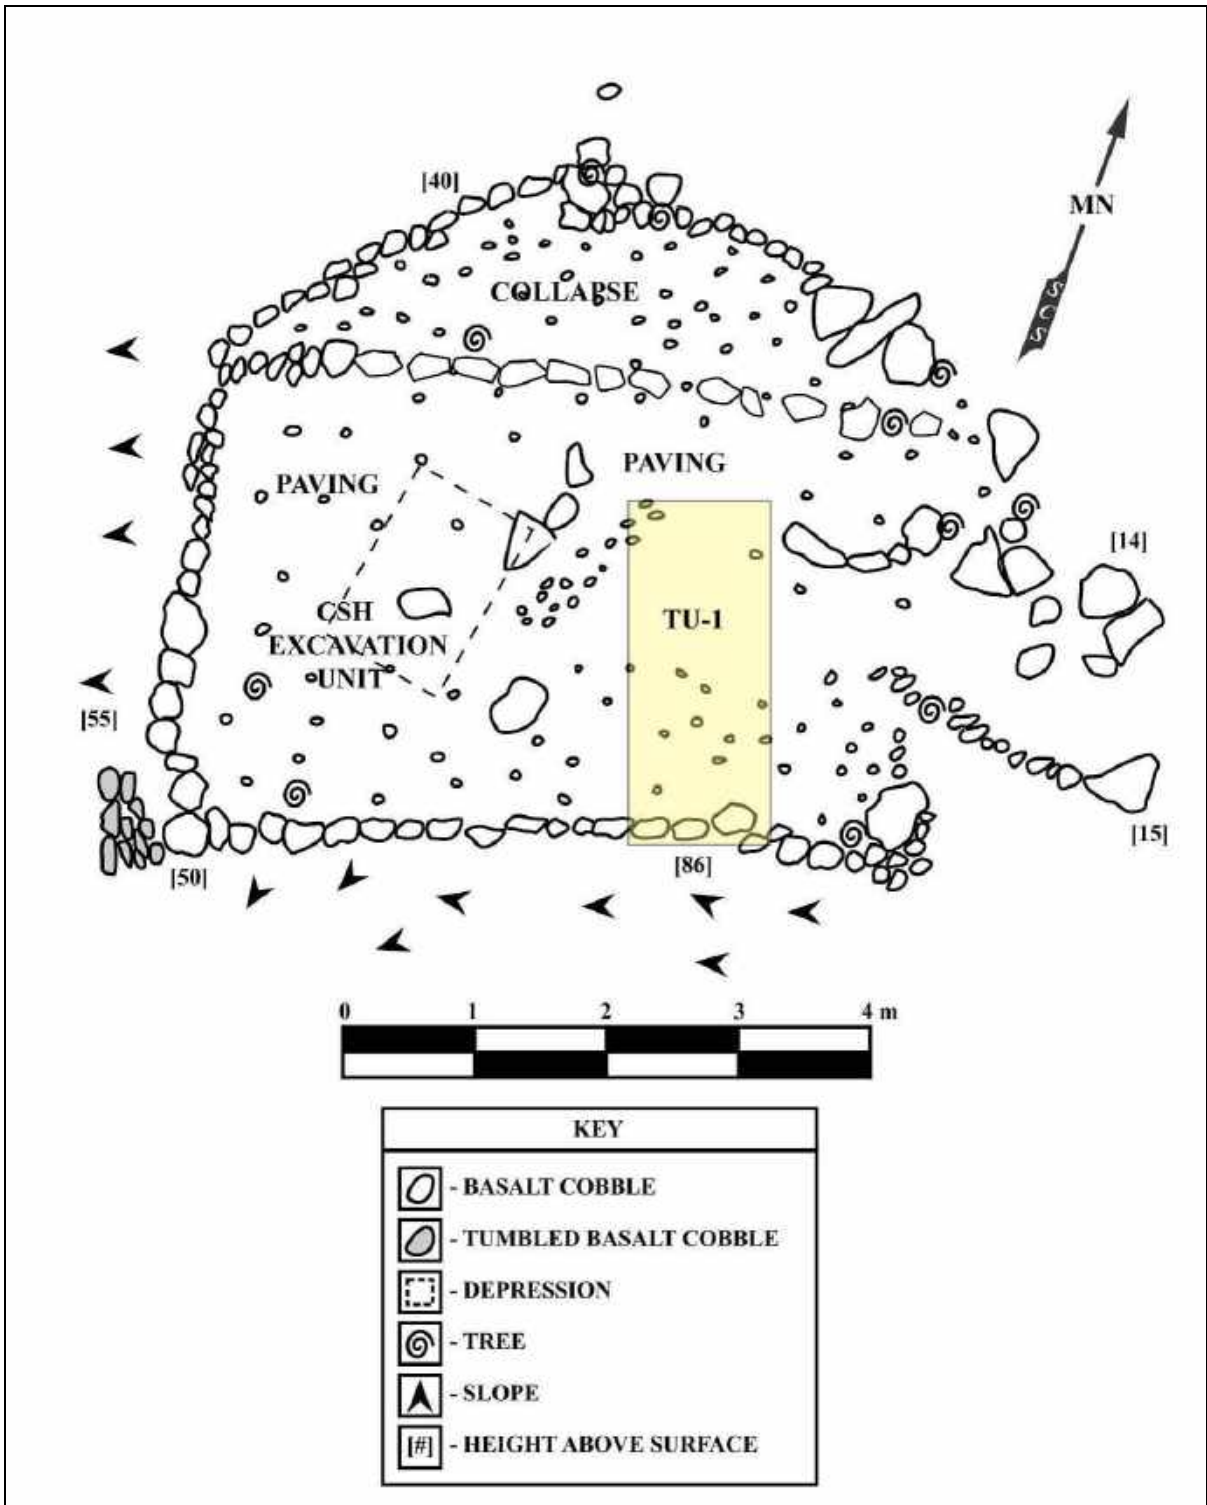 [40]
MN
SCS
COLLAPSE
PAVING
PAVING
[14]
TU-1
CSH
EXCAVATION
UNIT
[55]
[15]
[50]
[86]
0 1 2 3 4 m
KEY
- BASALT COBBLE
- TUMBLED BASALT COBBLE
- DEPRESSION
- TREE
- SLOPE
[#] - HEIGHT ABOVE SURFACE